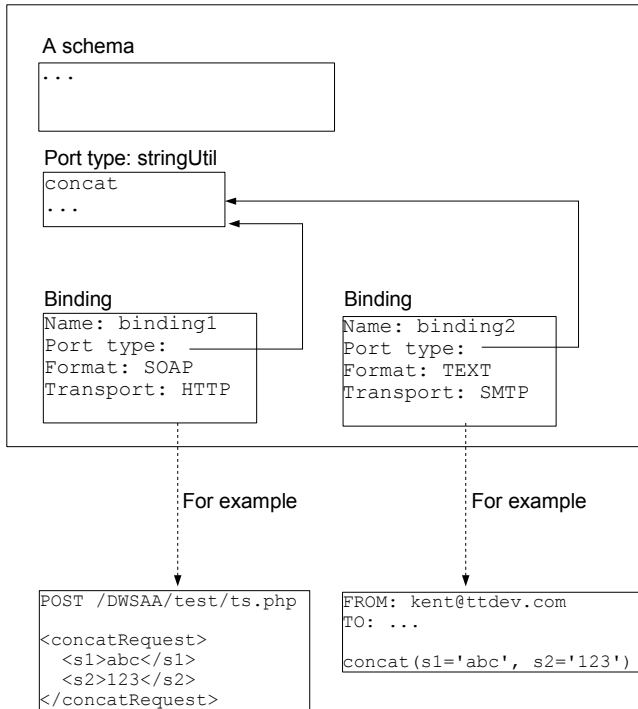 A schema
...
Port type: stringUtil
concat
...
Binding
Name: binding1
Port type:
Format: SOAP
Transport: HTTP
Binding
Name: binding2
Port type:
Format: TEXT
Transport: SMTP
For example
For example
POST /DWSAA/test/ts.php
<concatRequest>
  <s1>abc</s1>
  <s2>123</s2>
</concatRequest>
FROM: kent@ttdev.com
TO: ...
concat(s1='abc', s2='123')